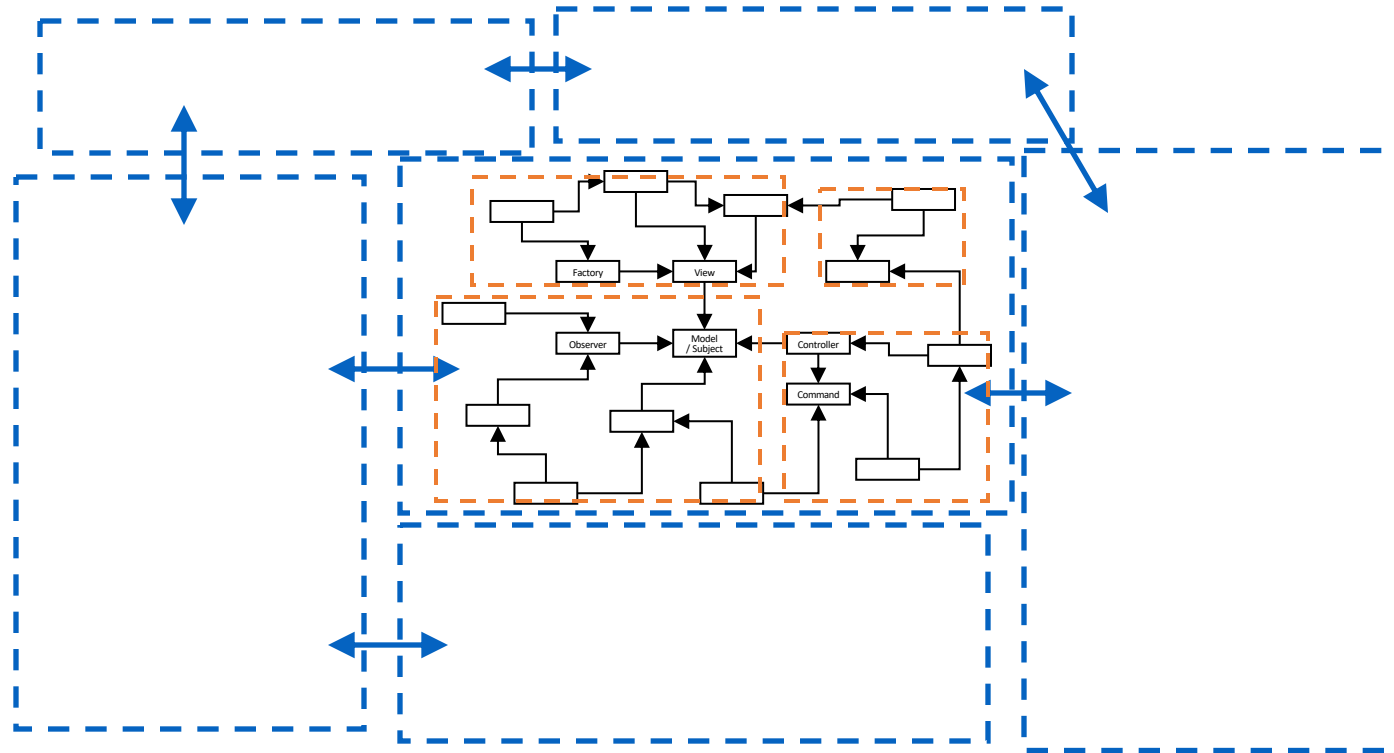 Factory
View
Observer
Model
/ Subject
Controller
Command